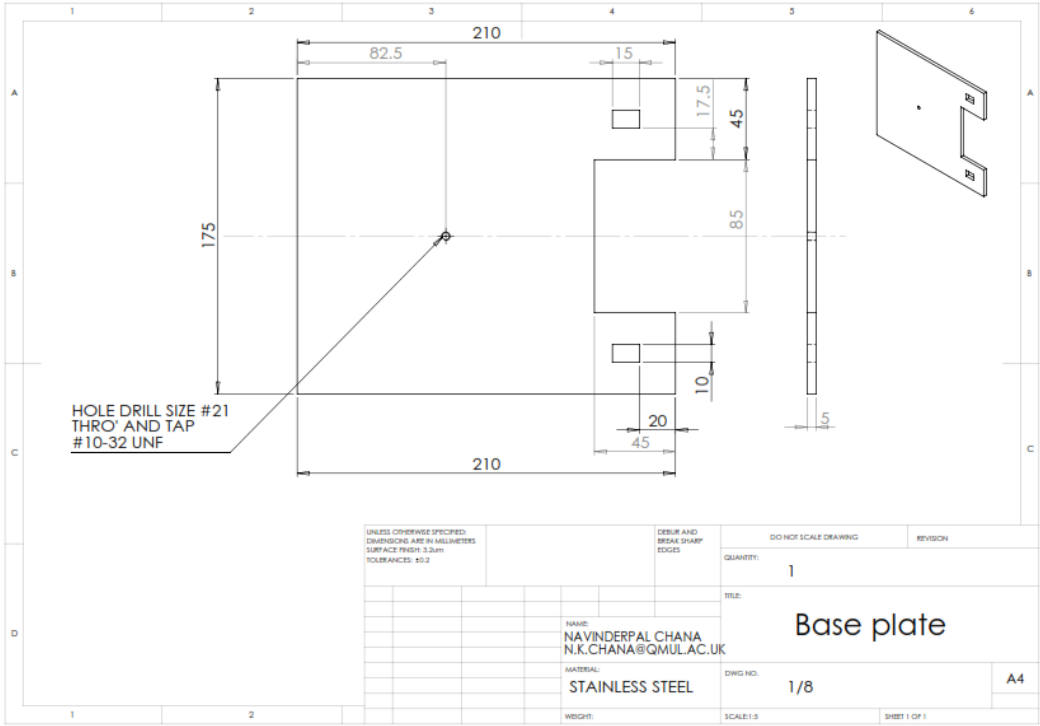 1 2 3 4 5 6
210
82.5
15
A
17.5
45
A
175
85
B
B
HOLE DRILL SIZE #21
THRO' AND TAP
#10-32 UNF
10
20
45
5
C
C
210
UNLESS OTHERWISE SPECIFIED:
DIMENSIONS ARE IN MILLIMETERS
SURFACE FINISH: 3.2um
TOLERANCES: ±0.2
DEBUR AND
BREAK SHARP
EDGES
DO NOT SCALE DRAWING
REVISION
QUANTITY:
1
TITLE:
Base plate
D
NAME:
NAVINDERPAL CHANA
N.K.CHANA@QMUL.AC.UK
MATERIAL:
STAINLESS STEEL
DWG NO.
1/8
A4
WEIGHT:
SCALE:1:5
SHEET 1 OF 1
1 2